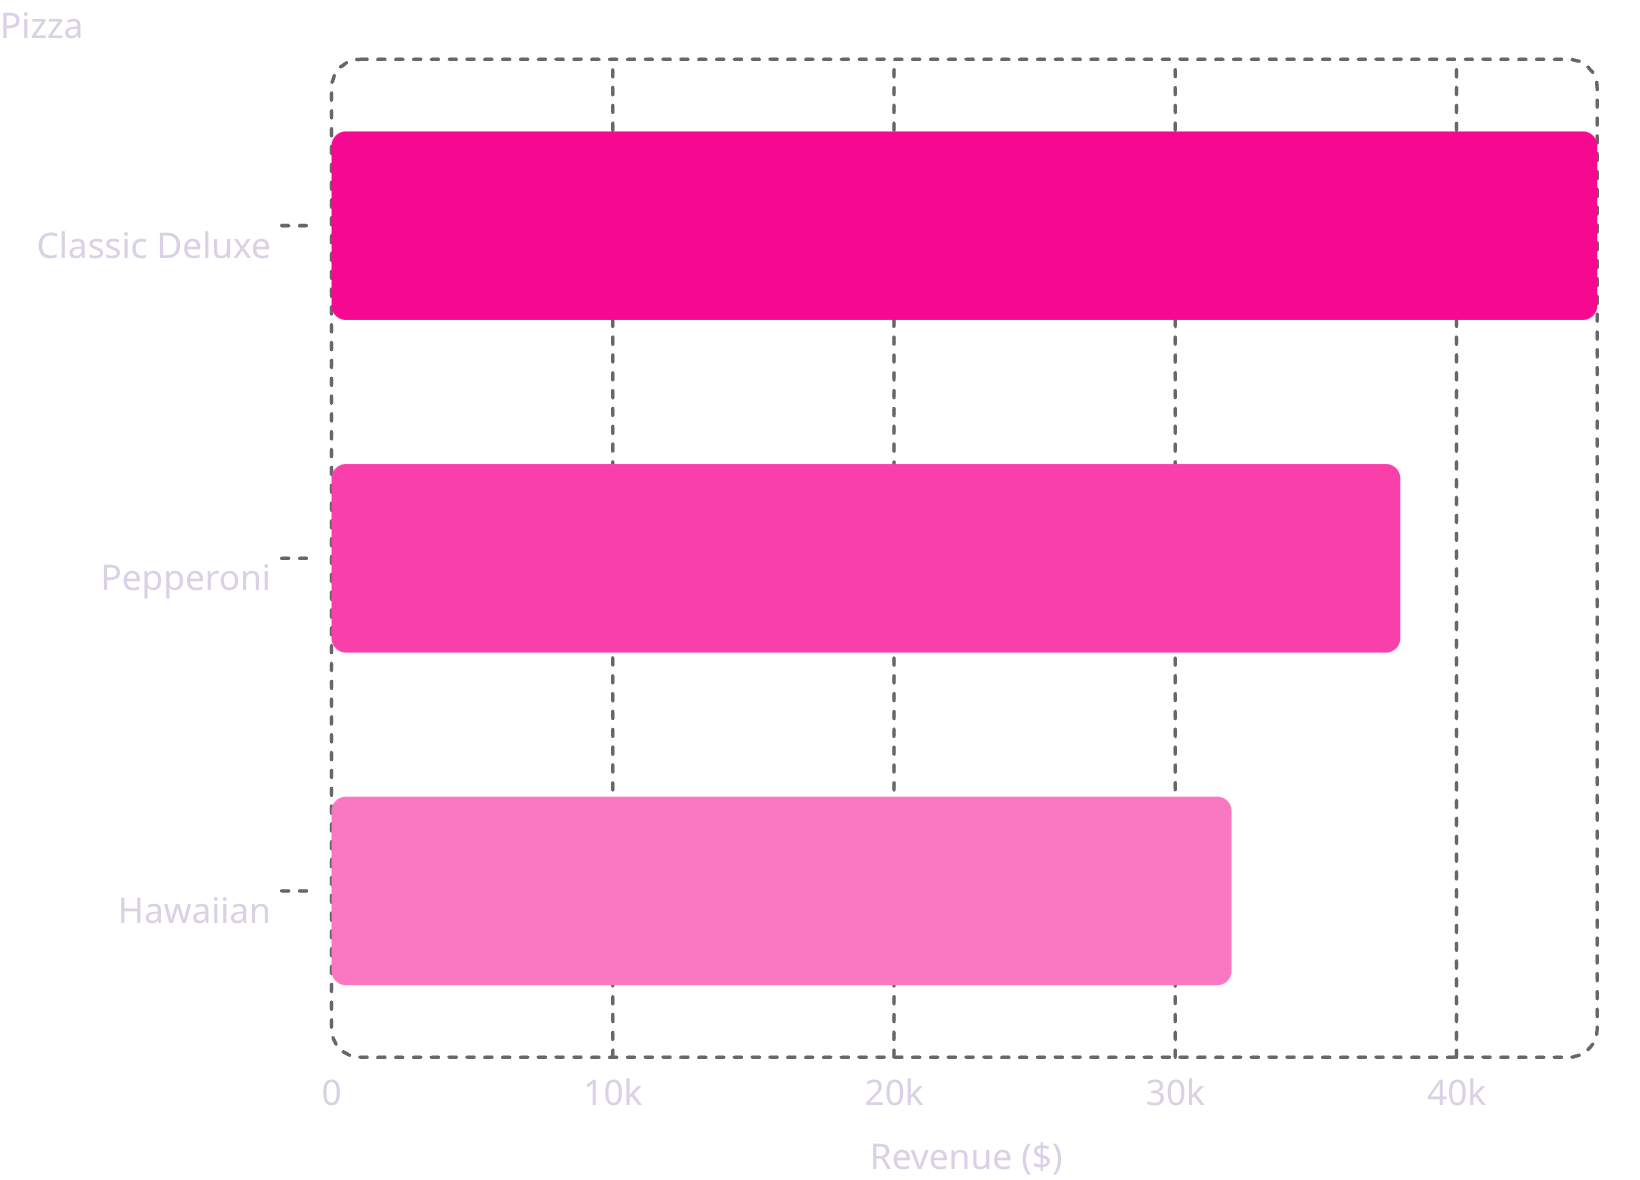 Pizza
Classic Deluxe
Pepperoni
Hawaiian
0 10k 20k 30k 40k
Revenue ($)